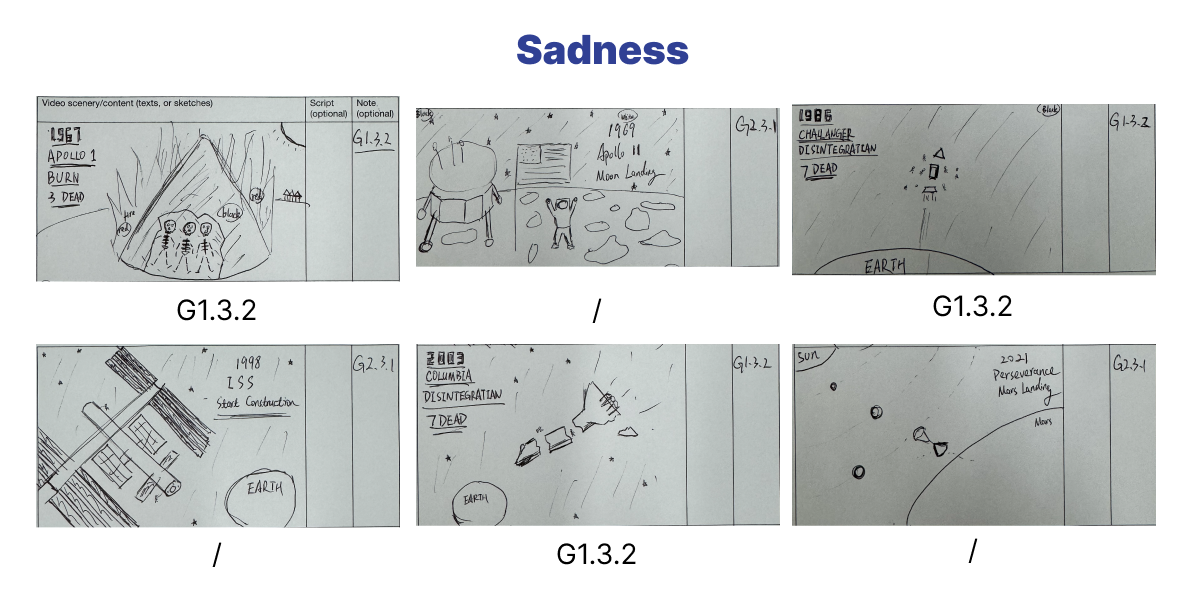 Sadness
Video scenery/content (texts, or sketches)
Script (optional)
Note (optional)
1967
APOLLO 1
BURN
3 DEAD
fire
red
black
red
G1.3.2
G1.3.2
Black
White
1969
Apollo 11
Moon Landing
G2.3.1
/
1986
CHALLANGER
DISINTEGRATION
7 DEAD
Black
EARTH
G1.3.2
G1.3.2
1998
ISS
Start Construction
EARTH
G2.3.1
/
2003
COLUMBIA
DISINTEGRATION
7 DEAD
EARTH
G1.3.2
G1.3.2
SUN
2021
Perseverance
Mars Landing
Mars
G2.3.1
/